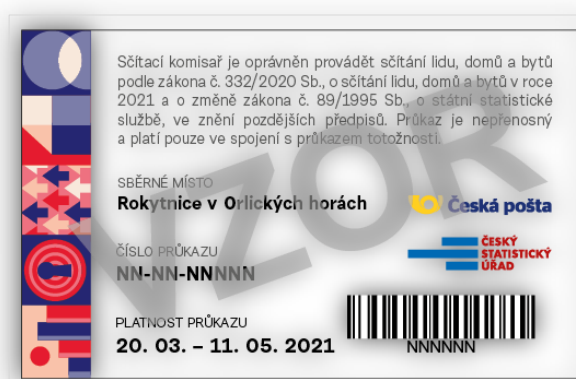 Sčítací komisař je oprávněn provádět sčítání lidu, domů a bytů
podle zákona č. 332/2020 Sb., o sčítání lidu, domů a bytů v roce
2021 a o změně zákona č. 89/1995 Sb., o státní statistické
službě, ve znění pozdějších předpisů. Průkaz je nepřenosný
a platí pouze ve spojení s průkazem totožnosti.
SBĚRNÉ MÍSTO
Rokytnice v Orlických horách
Česká pošta
ČÍSLO PRŮKAZU
NN-NN-NNNNN
ČESKÝ
STATISTICKÝ
ÚŘAD
PLATNOST PRŮKAZU
20. 03. – 11. 05. 2021
NNNNNN
VZOR